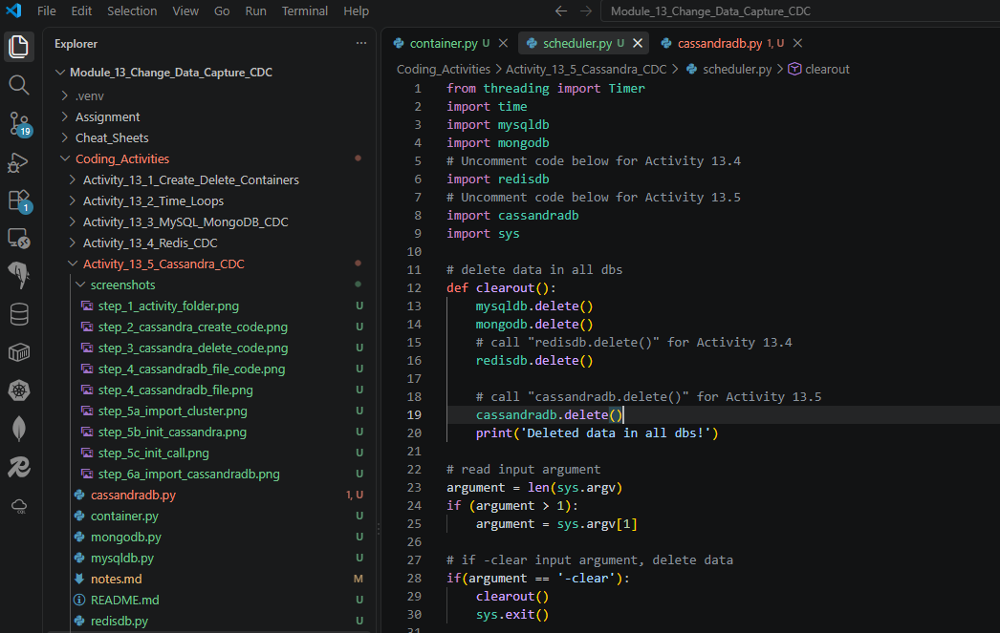 File Edit Selection View Go Run Terminal Help
Module_13_Change_Data_Capture_CDC
Explorer
Module_13_Change_Data_Capture_CDC
.venv
Assignment
Cheat_Sheets
Coding_Activities
Activity_13_1_Create_Delete_Containers
Activity_13_2_Time_Loops
Activity_13_3_MySQL_MongoDB_CDC
Activity_13_4_Redis_CDC
Activity_13_5_Cassandra_CDC
screenshots
step_1_activity_folder.png U
step_2_cassandra_create_code.png U
step_3_cassandra_delete_code.png U
step_4_cassandradb_file_code.png U
step_4_cassandradb_file.png U
step_5a_import_cluster.png U
step_5b_init_cassandra.png U
step_5c_init_call.png U
step_6a_import_cassandradb.png U
cassandradb.py 1, U
container.py U
mongodb.py U
mysqldb.py U
notes.md M
README.md U
redisdb.py U
19
1
container.py U
scheduler.py U
cassandradb.py 1, U
Coding_Activities > Activity_13_5_Cassandra_CDC > scheduler.py > clearout
1 from threading import Timer
2 import time
3 import mysqldb
4 import mongodb
5 # Uncomment code below for Activity 13.4
6 import redisdb
7 # Uncomment code below for Activity 13.5
8 import cassandradb
9 import sys
10
11 # delete data in all dbs
12 def clearout():
13 mysqldb.delete()
14 mongodb.delete()
15 # call "redisdb.delete()" for Activity 13.4
16 redisdb.delete()
17
18 # call "cassandradb.delete()" for Activity 13.5
19 cassandradb.delete()
20 print('Deleted data in all dbs!')
21
22 # read input argument
23 argument = len(sys.argv)
24 if (argument > 1):
25 argument = sys.argv[1]
26
27 # if -clear input argument, delete data
28 if(argument == '-clear'):
29 clearout()
30 sys.exit()
31